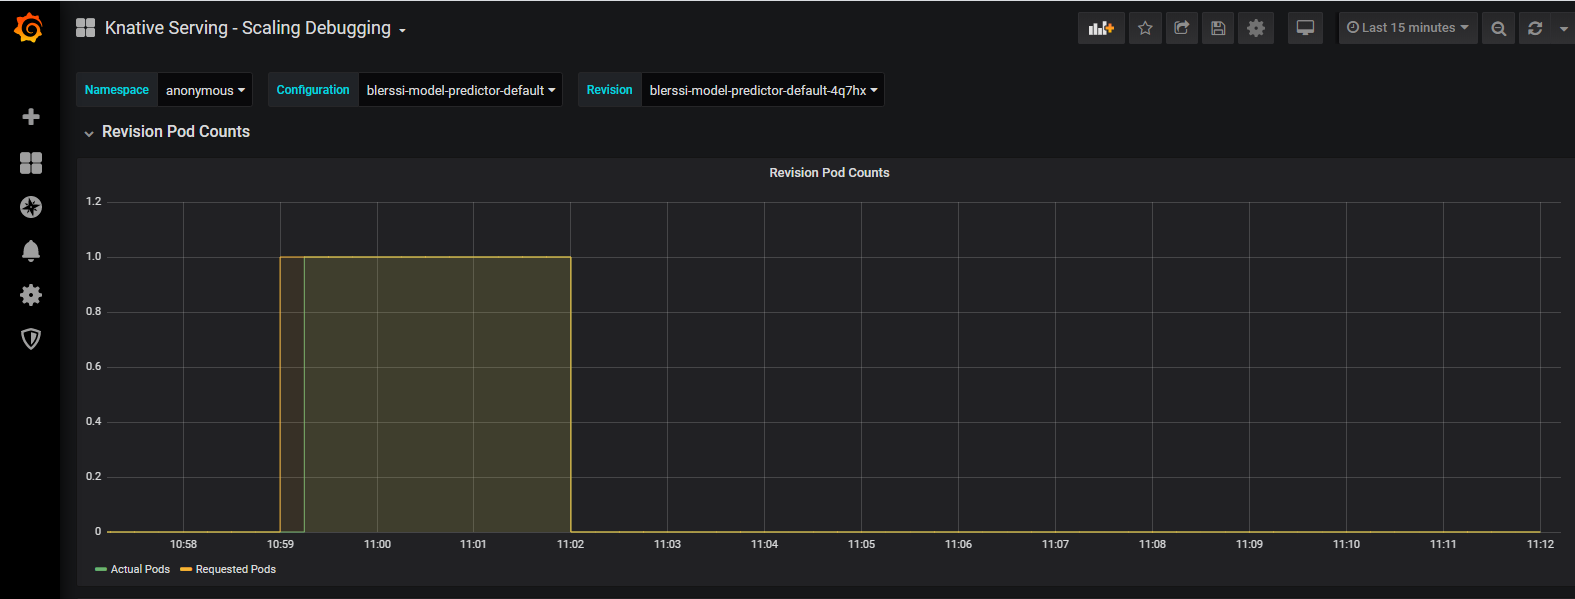 Knative Serving - Scaling Debugging
Last 15 minutes
Namespace anonymous Configuration blerssi-model-predictor-default Revision blerssi-model-predictor-default-4q7hx
Revision Pod Counts
Revision Pod Counts
1.2
1.0
0.8
0.6
0.4
0.2
0
10:58 10:59 11:00 11:01 11:02 11:03 11:04 11:05 11:06 11:07 11:08 11:09 11:10 11:11 11:12
Actual Pods Requested Pods